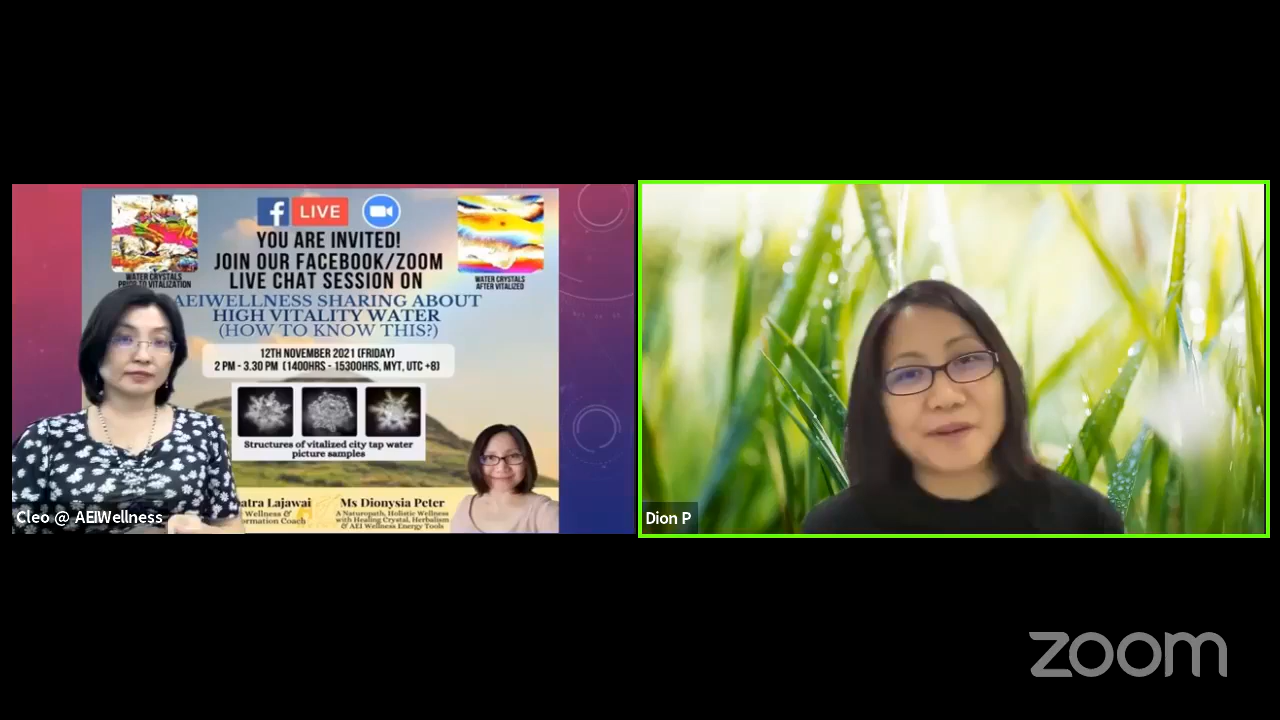 f LIVE
YOU ARE INVITED!
JOIN OUR FACEBOOK/ZOOM
LIVE CHAT SESSION ON
AEIWELLNESS SHARING ABOUT
HIGH VITALITY WATER
(HOW TO KNOW THIS?)
WATER CRYSTALS
PRIOR TO VITALIZATION
WATER CRYSTALS
AFTER VITALIZED
12TH NOVEMBER 2021 (FRIDAY)
2 PM - 3.30 PM (1400HRS - 15300HRS, MYT, UTC +8)
Structures of vitalized city tap water
picture samples
atra Lajawai
Wellness &
ormation Coach
Ms Dionysia Peter
A Naturopath, Holistic Wellness
with Healing Crystal, Herbalism
& AEI Wellness Energy Tools
Cleo @ AEIWellness
Dion P
zoom